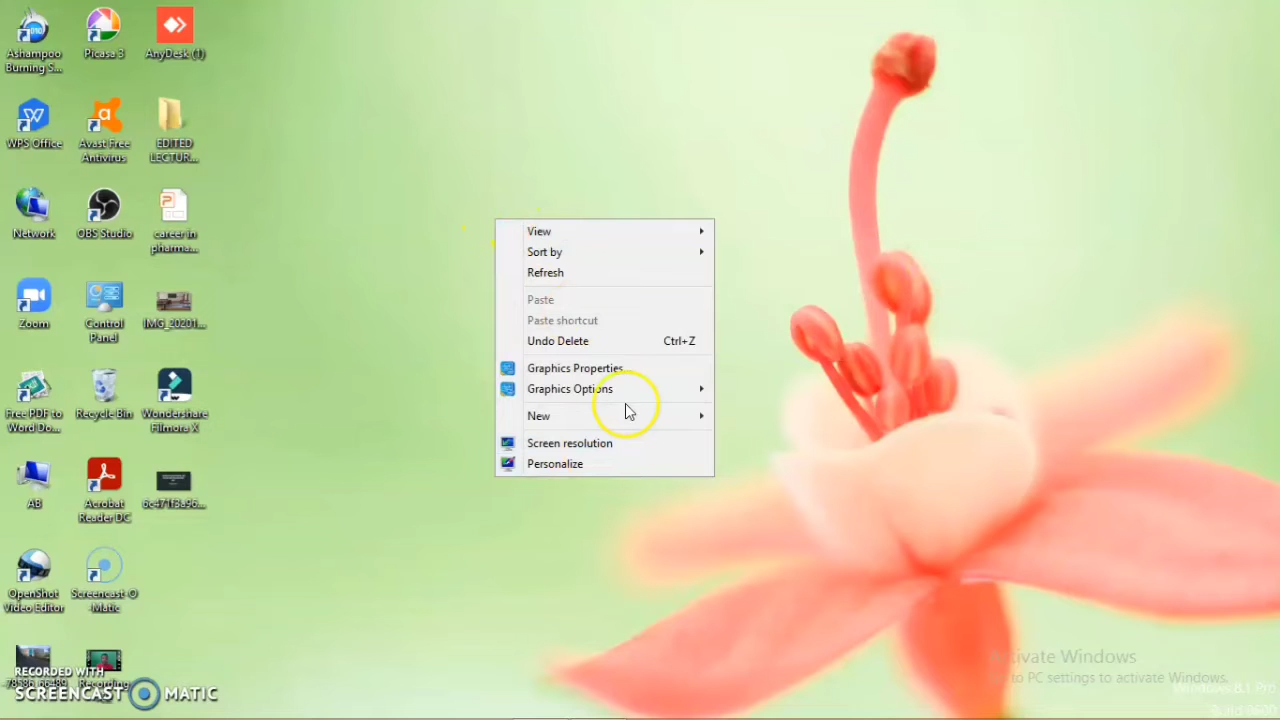 Ashampoo
Burning S...
Picasa 3
AnyDesk (1)
WPS Office
Avast Free
Antivirus
EDITED
LECTUR...
Network
OBS Studio
career in
pharma...
Zoom
Control
Panel
IMG_20201...
Free PDF to
Word Do...
Recycle Bin
Wondershare
Filmora X
AB
Acrobat
Reader DC
6c471f3a96...
OpenShot
Video Editor
Screencast-O
-Matic
RECORDED WITH
SCREENCAST MATIC
View
Sort by
Refresh
Paste
Paste shortcut
Undo Delete Ctrl+Z
Graphics Properties
Graphics Options
New
Screen resolution
Personalize
Activate Windows
to PC settings to activate Windows.
Windows 8.1 Pro
Build 9600